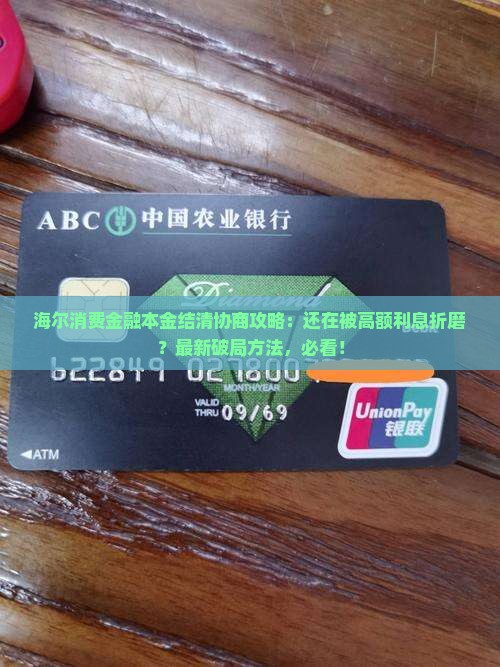 ABC 中国农业银行
Diamond
海尔消费金融本金结清协商攻略：还在被高额利息折磨
？最新破局方法，必看！
MONTH/YEAR
VALID
THRU 09/69
UnionPay
银联
◄ATM